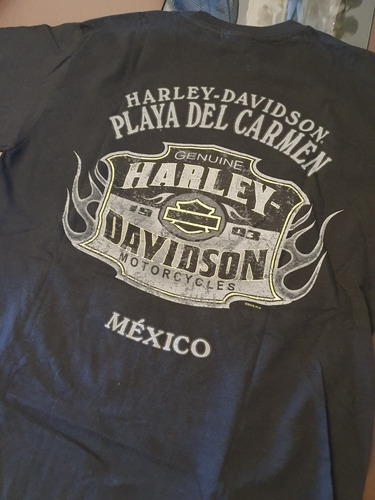 HARLEY-DAVIDSON
PLAYA DEL CARMEN
GENUINE
HARLEY-
19 03
DAVIDSON
MOTORCYCLES
MÉXICO